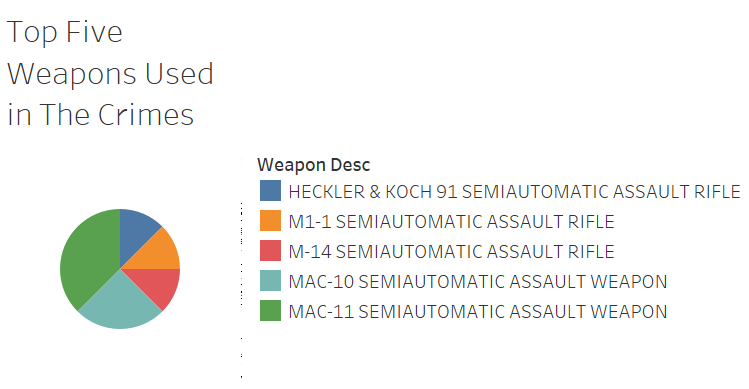 Top Five
Weapons Used
in The Crimes
Weapon Desc
HECKLER & KOCH 91 SEMIAUTOMATIC ASSAULT RIFLE
M1-1 SEMIAUTOMATIC ASSAULT RIFLE
M-14 SEMIAUTOMATIC ASSAULT RIFLE
MAC-10 SEMIAUTOMATIC ASSAULT WEAPON
MAC-11 SEMIAUTOMATIC ASSAULT WEAPON